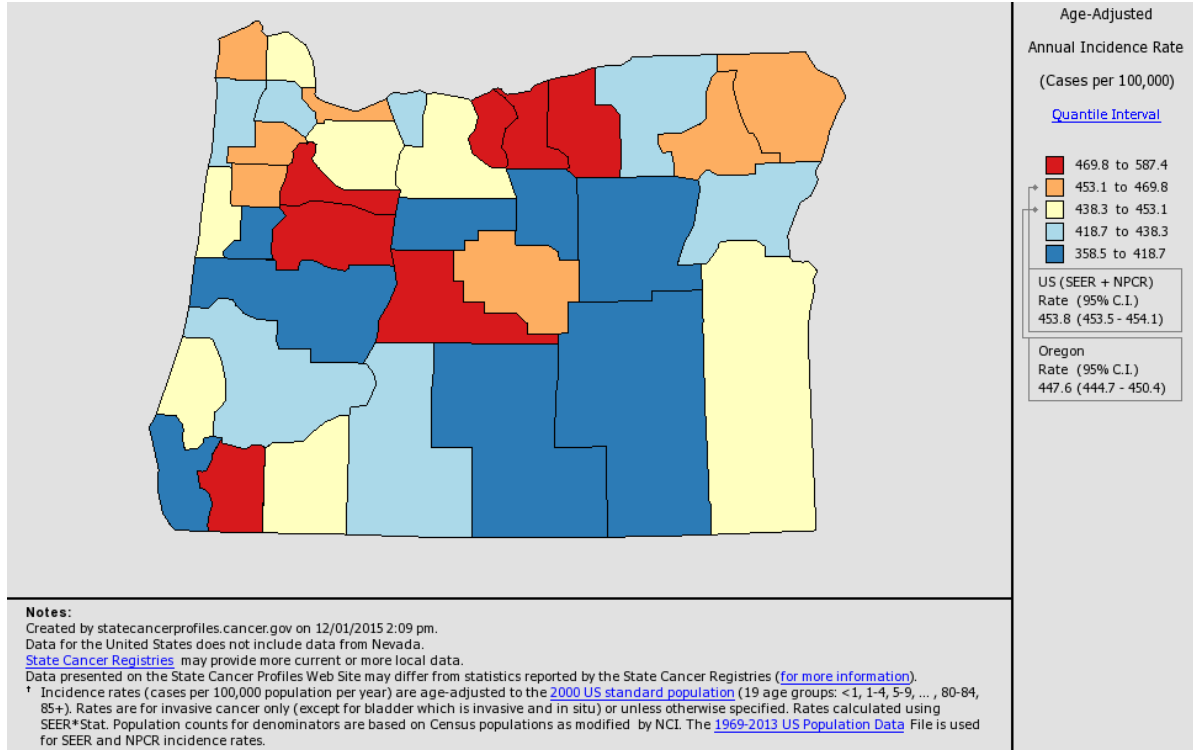 Age-Adjusted
Annual Incidence Rate
(Cases per 100,000)
Quantile Interval
469.8 to 587.4
453.1 to 469.8
438.3 to 453.1
418.7 to 438.3
358.5 to 418.7
US (SEER + NPCR)
Rate (95% C.I.)
453.8 (453.5 - 454.1)
Oregon
Rate (95% C.I.)
447.6 (444.7 - 450.4)
Notes:
Created by statecancerprofiles.cancer.gov on 12/01/2015 2:09 pm.
Data for the United States does not include data from Nevada.
State Cancer Registries may provide more current or more local data.
Data presented on the State Cancer Profiles Web Site may differ from statistics reported by the State Cancer Registries (for more information).
† Incidence rates (cases per 100,000 population per year) are age-adjusted to the 2000 US standard population (19 age groups: <1, 1-4, 5-9, ... , 80-84,
85+). Rates are for invasive cancer only (except for bladder which is invasive and in situ) or unless otherwise specified. Rates calculated using
SEER*Stat. Population counts for denominators are based on Census populations as modified by NCI. The 1969-2013 US Population Data File is used
for SEER and NPCR incidence rates.